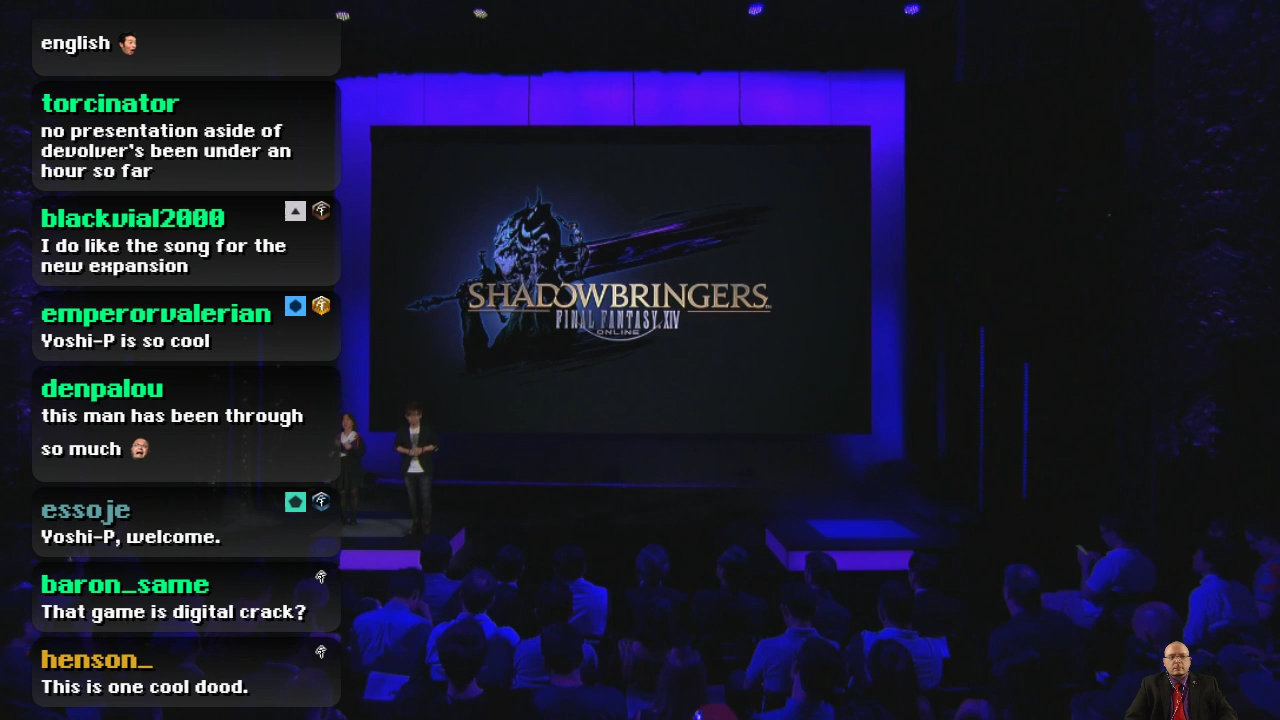 english
torcinator
no presentation aside of
devolver's been under an
hour so far
blackvial2000
I do like the song for the
new expansion
emperorvalerian
Yoshi-P is so cool
denpalou
this man has been through
so much
essoje
Yoshi-P, welcome.
baron_same
That game is digital crack?
henson_
This is one cool dood.
SHADOWBRINGERS™
FINAL FANTASY XIV
ONLINE